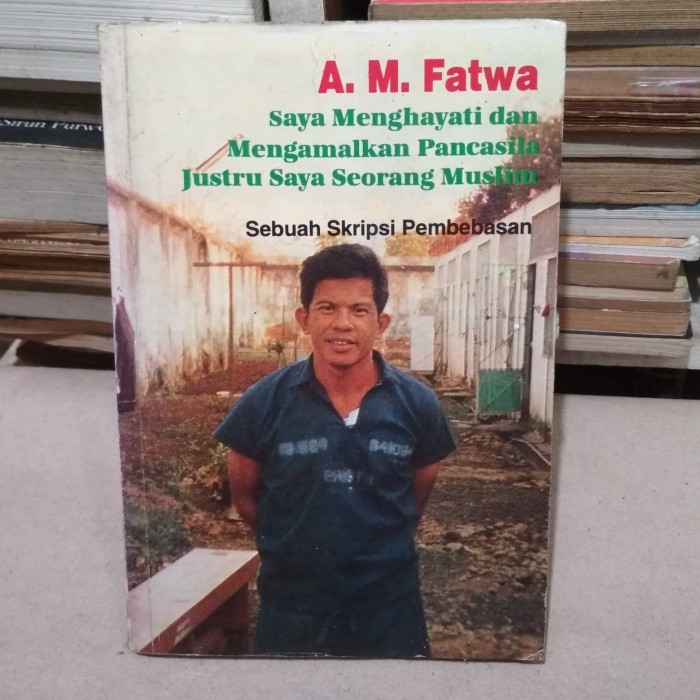 A. M. Fatwa
Saya Menghayati dan
Mengamalkan Pancasila
Justru Saya Seorang Muslim
Sebuah Skripsi Pembebasan